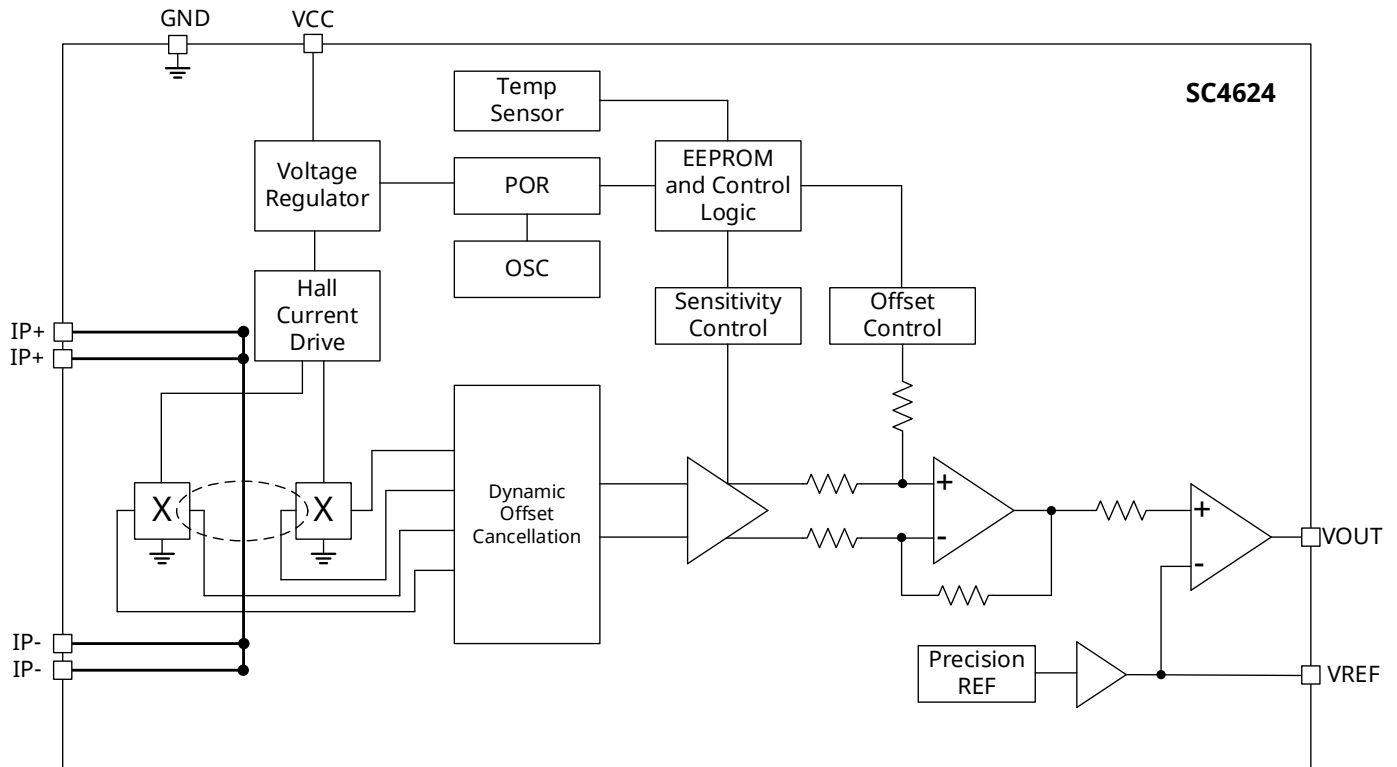 GND
VCC
SC4624
Temp
Sensor
Voltage
Regulator
POR
EEPROM
and Control
Logic
OSC
Hall
Current
Drive
Sensitivity
Control
Offset
Control
IP+
IP+
X
X
Dynamic
Offset
Cancellation
+
-
+
-
VOUT
IP-
IP-
Precision
REF
VREF